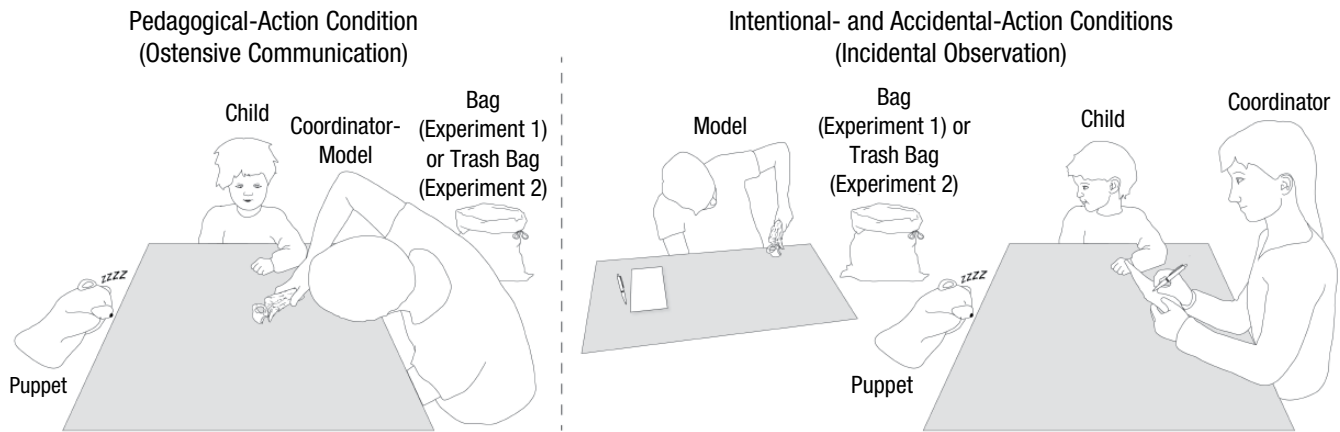 Pedagogical-Action Condition
(Ostensive Communication)
Child
Coordinator-
Model
Bag
(Experiment 1)
or Trash Bag
(Experiment 2)
zzzz
Puppet
Intentional- and Accidental-Action Conditions
(Incidental Observation)
Model
Bag
(Experiment 1) or
Trash Bag
(Experiment 2)
Child
Coordinator
zzzz
Puppet